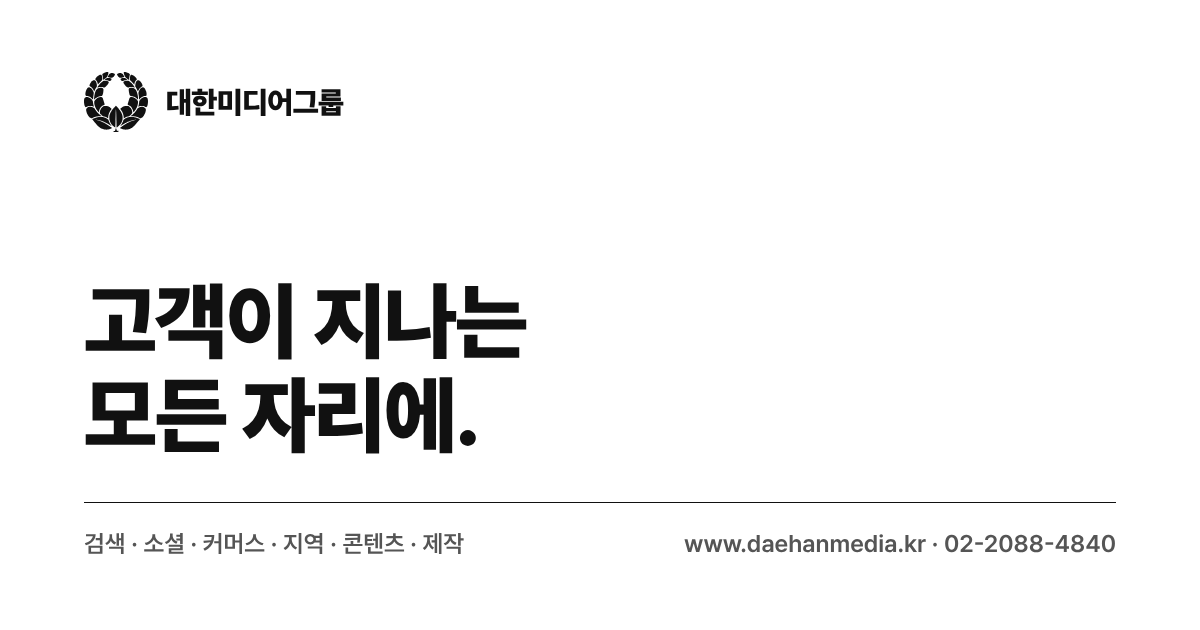 대한미디어그룹
고객이 지나는
모든 자리에.
검색 · 소셜 · 커머스 · 지역 · 콘텐츠 · 제작
www.daehanmedia.kr · 02-2088-4840